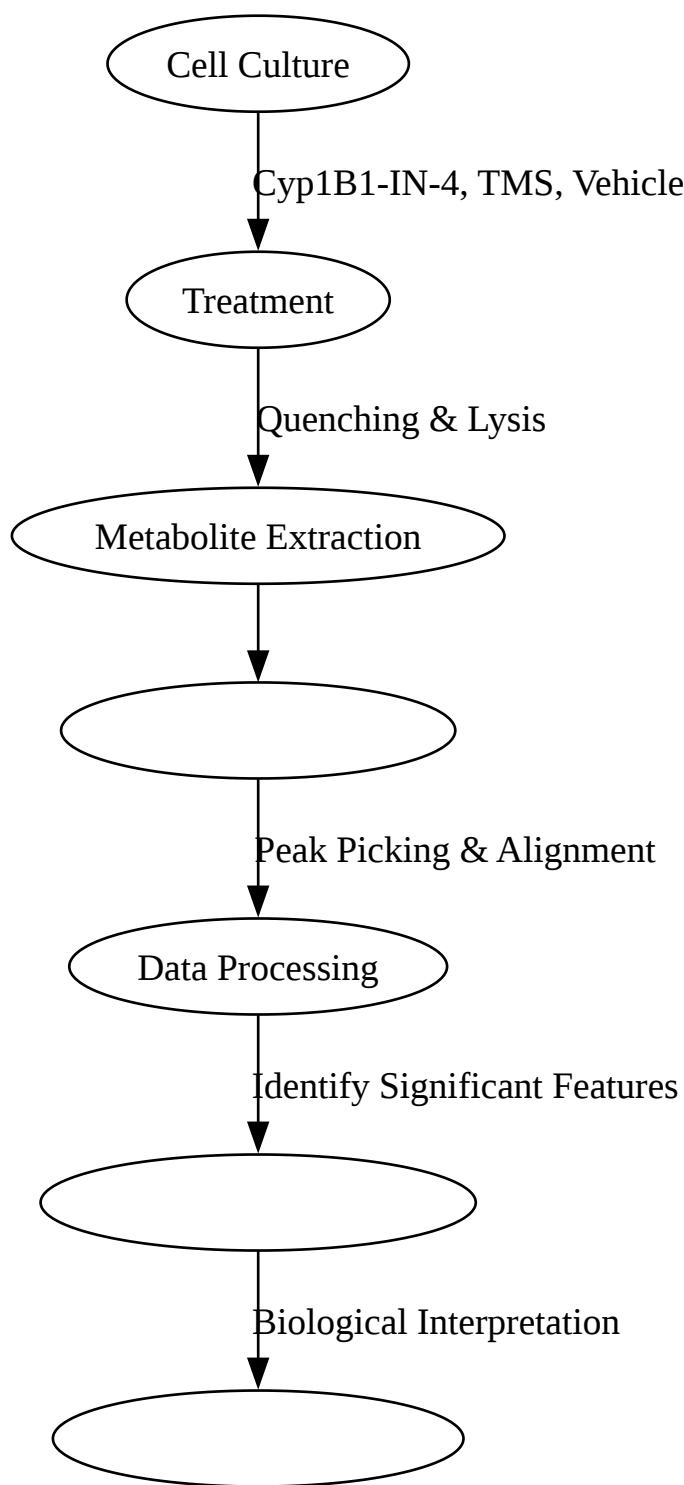 Cell Culture
Cyp1B1-IN-4, TMS, Vehicle
Treatment
Quenching & Lysis
Metabolite Extraction
Peak Picking & Alignment
Data Processing
Identify Significant Features
Biological Interpretation